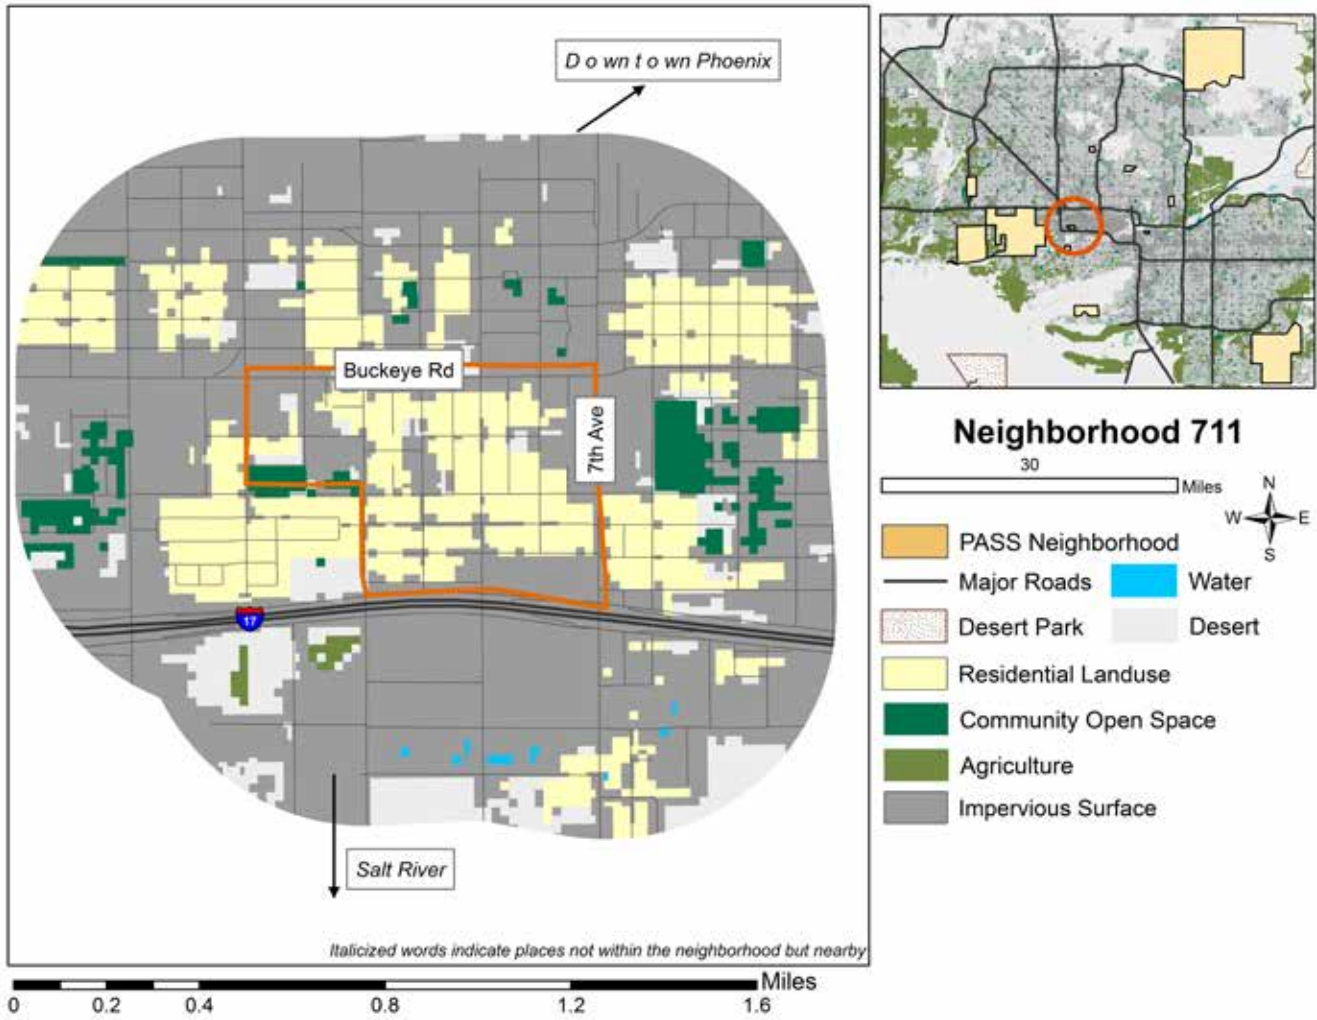 D o wn t o wn Phoenix
Buckeye Rd
7th Ave
17
Salt River
Italicized words indicate places not within the neighborhood but nearby
Miles
0 0.2 0.4 0.8 1.2 1.6
Neighborhood 711
30
Miles
N
W E
S
PASS Neighborhood
Major Roads Water
Desert Park Desert
Residential Landuse
Community Open Space
Agriculture
Impervious Surface